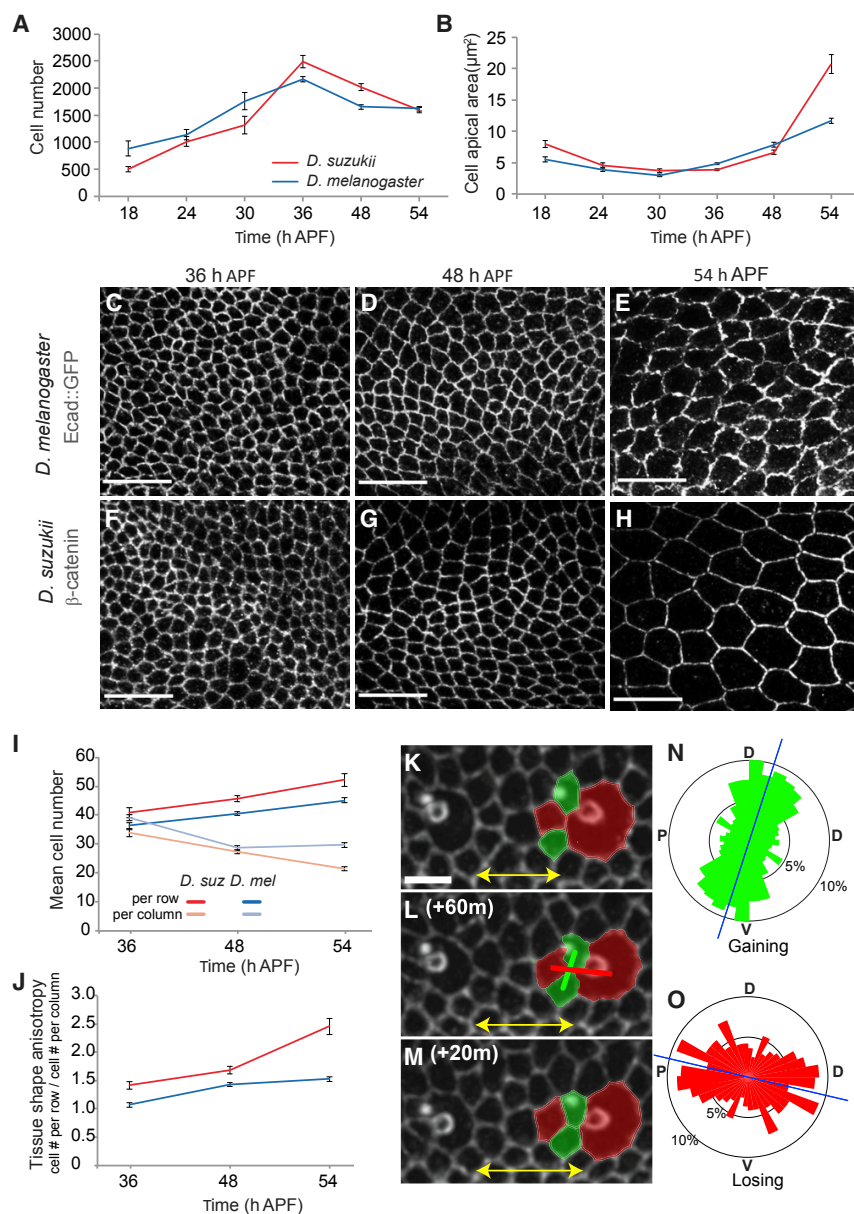 A
Cell number
3000
2500
2000
1500
1000
500
0
18 24 30 36 48 54
Time (h APF)
D. suzukii
D. melanogaster
B
Cell apical area(µm²)
25
20
15
10
5
0
18 24 30 36 48 54
Time (h APF)
36 h APF 48 h APF 54 h APF
D. melanogaster
Ecad::GFP
C D E
D. suzukii
β-catenin
F G H
I
Mean cell number
60
50
40
30
20
10
0
D. suz D. mel
per row
per column
36 48 54
Time (h APF)
J
Tissue shape anisotropy
cell # per row / cell # per column
3.0
2.5
2.0
1.5
1.0
0.5
0.0
36 48 54
Time (h APF)
K
L (+60m)
M (+20m)
N
D
P D
5%
10%
V
Gaining
O
D
P D
5%
10%
V
Losing